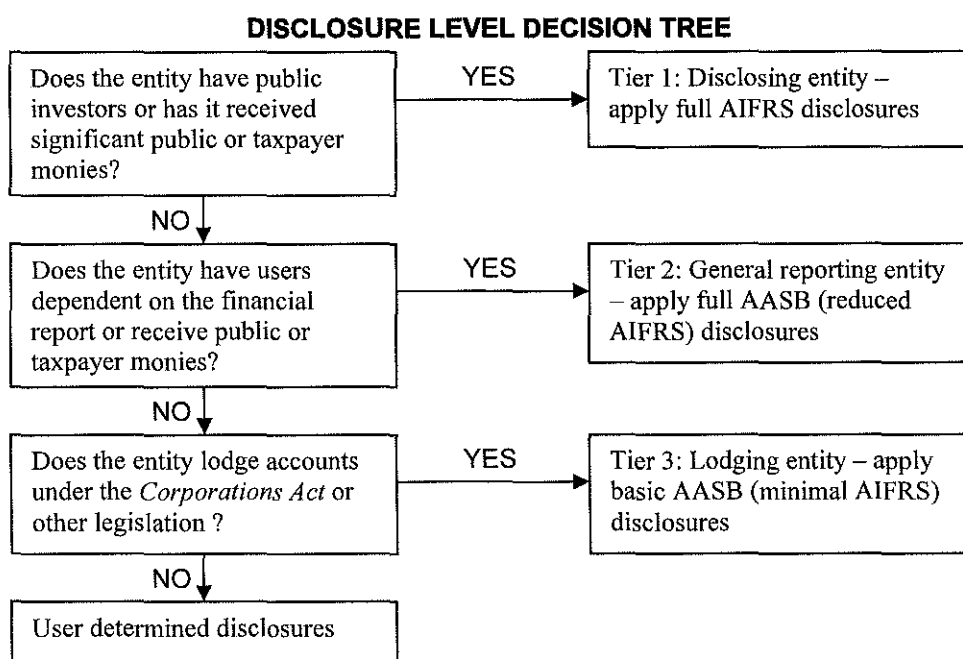 DISCLOSURE LEVEL DECISION TREE
Does the entity have public
investors or has it received
significant public or taxpayer
monies?
YES
Tier 1: Disclosing entity –
apply full AIFRS disclosures
NO
Does the entity have users
dependent on the financial
report or receive public or
taxpayer monies?
YES
Tier 2: General reporting entity
– apply full AASB (reduced
AIFRS) disclosures
NO
Does the entity lodge accounts
under the Corporations Act or
other legislation ?
YES
Tier 3: Lodging entity – apply
basic AASB (minimal AIFRS)
disclosures
NO
User determined disclosures